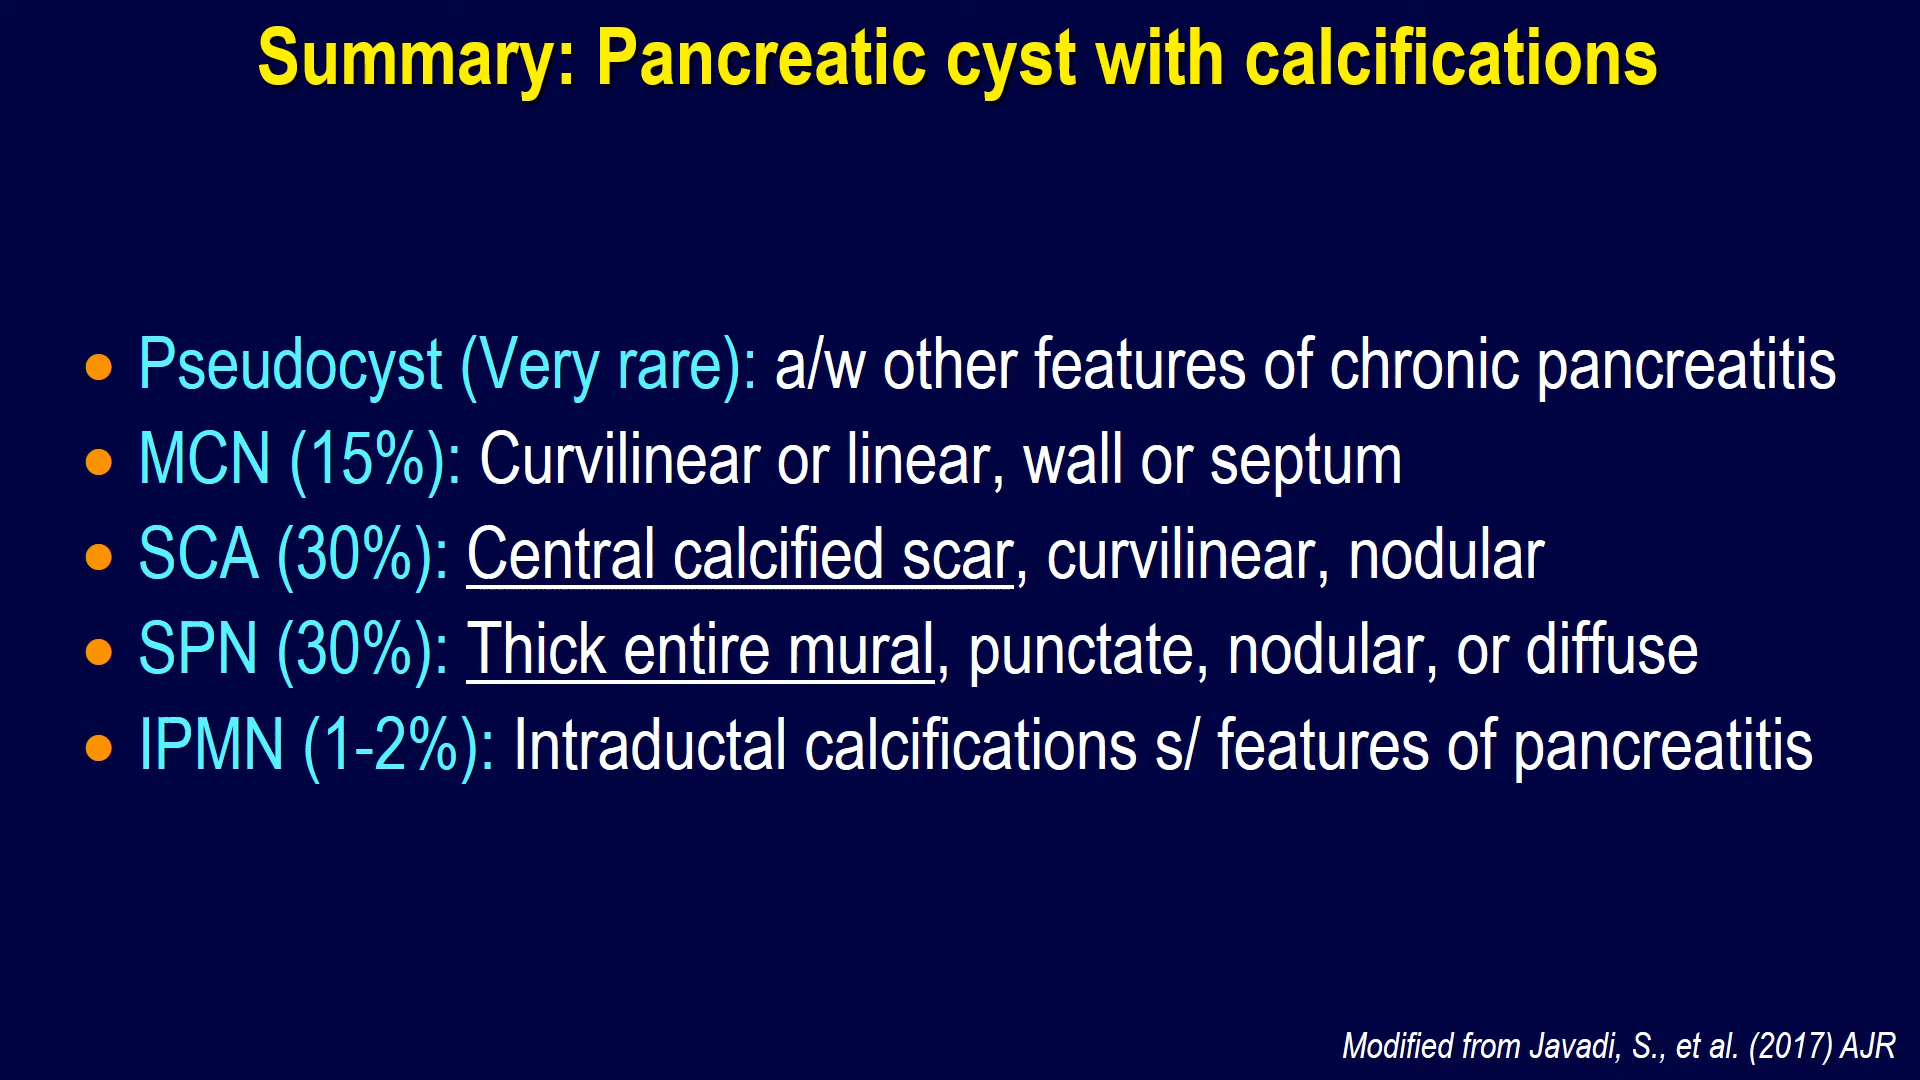 Summary: Pancreatic cyst with calcifications
● Pseudocyst (Very rare): a/w other features of chronic pancreatitis
● MCN (15%): Curvilinear or linear, wall or septum
● SCA (30%): Central calcified scar, curvilinear, nodular
● SPN (30%): Thick entire mural, punctate, nodular, or diffuse
● IPMN (1-2%): Intraductal calcifications s/ features of pancreatitis
Modified from Javadi, S., et al. (2017) AJR